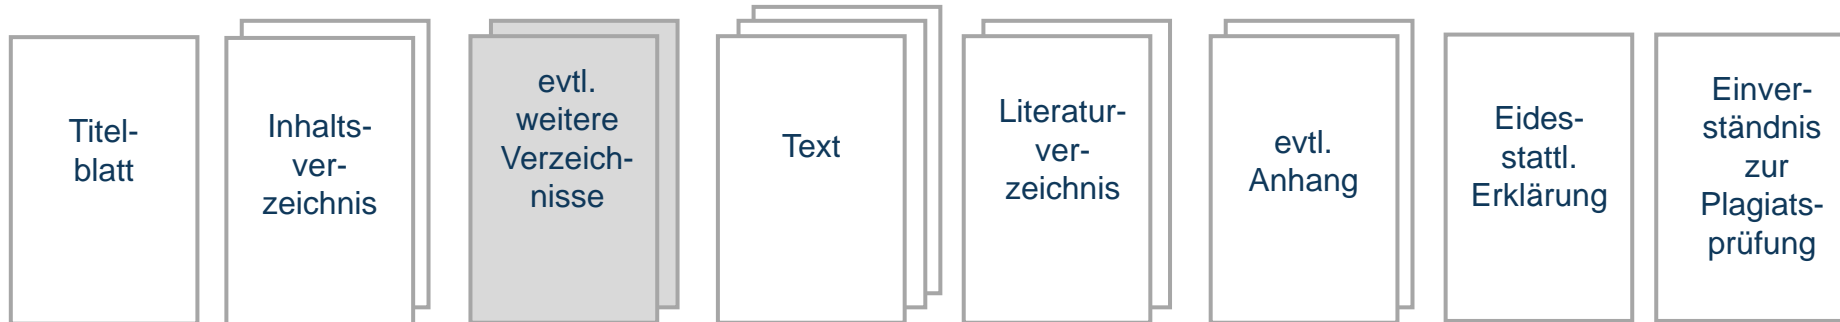 Titel-
blatt
Inhalts-
ver-
zeichnis
evtl.
weitere
Verzeich-
nisse
Text
Literatur-
ver-
zeichnis
evtl.
Anhang
Eides-
stattl.
Erklärung
Einver-
ständnis
zur
Plagiats-
prüfung